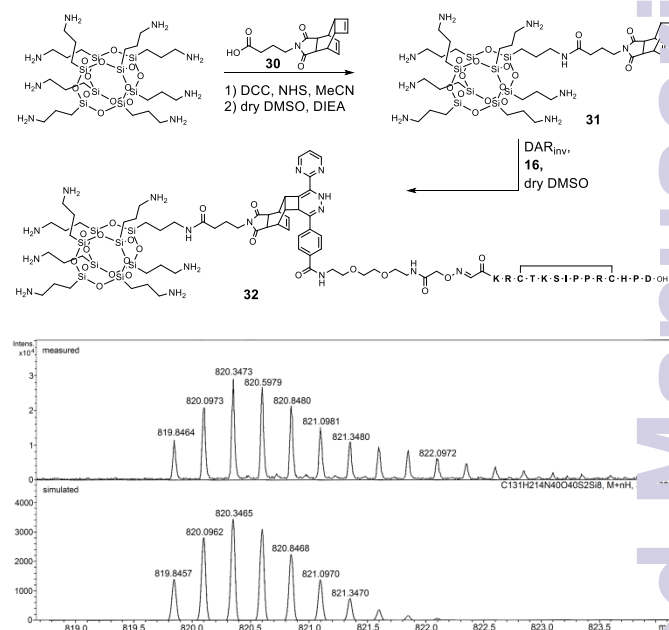 NH2
H2N
H2N
H2N
H2N
NH2
NH2
NH2
Si
O
HO
O
N
O
O
30
1) DCC, NHS, MeCN
2) dry DMSO, DIEA
NH2
H2N
H2N
H2N
H2N
NH2
NH2
O
N
H
N
O
O
31
DARinv,
16,
dry DMSO
NH2
H2N
H2N
H2N
H2N
NH2
NH2
O
N
H
N
O
O
N
N
NH
N
O
N
H
O
O
H
N
O
O
N
O
K-R-C-T-K-S-I-P-P-R-C-H-P-D-OH
32
Intens.
x10^4
measured
820.3473
820.5979
820.0973
820.8480
821.0981
819.8464
821.3480
822.0972
3
2
1
0
simulated
C131H214N40O40S2Si8, M+nH,
820.3465
820.0962
820.8468
819.8457
821.0970
821.3470
4000
3000
2000
1000
0
819.0 819.5 820.0 820.5 821.0 821.5 822.0 822.5 823.0 823.5